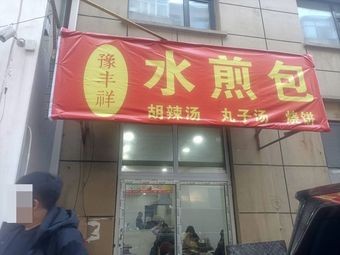 豫丰祥
水煎包
胡辣汤 丸子汤 烧饼